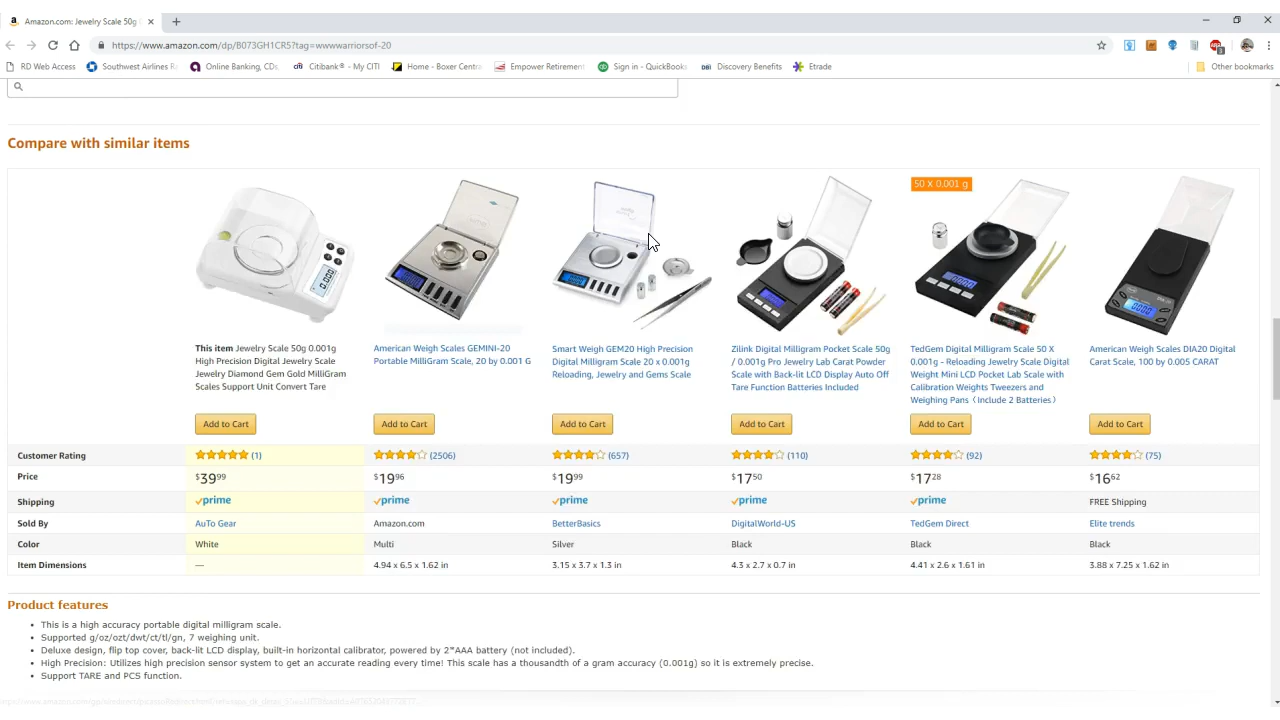 Amazon.com: Jewelry Scale 50g
https://www.amazon.com/dp/B073GH1CR5?tag=wwwwarriorsof-20
RD Web Access Southwest Airlines Online Banking, CDs Citibank® - My CITI Home - Boxer Centra Empower Retirement Sign in - QuickBooks DBI Discovery Benefits Etrade Other bookmarks
Compare with similar items
50 X 0.001 g
This item Jewelry Scale 50g 0.001g
High Precision Digital Jewelry Scale
Jewelry Diamond Gem Gold MilliGram
Scales Support Unit Convert Tare
American Weigh Scales GEMINI-20
Portable MilliGram Scale, 20 by 0.001 G
Smart Weigh GEM20 High Precision
Digital Milligram Scale 20 x 0.001g
Reloading, Jewelry and Gems Scale
Zilink Digital Milligram Pocket Scale 50g
/ 0.001g Pro Jewelry Lab Carat Powder
Scale with Back-lit LCD Display Auto Off
Tare Function Batteries Included
TedGem Digital Milligram Scale 50 X
0.001g - Reloading Jewelry Scale Digital
Weight Mini LCD Pocket Lab Scale with
Calibration Weights Tweezers and
Weighing Pans（Include 2 Batteries）
American Weigh Scales DIA20 Digital
Carat Scale, 100 by 0.005 CARAT
Add to Cart Add to Cart Add to Cart Add to Cart Add to Cart Add to Cart
Customer Rating (1) (2506) (657) (110) (92) (75)
Price $3999 $1996 $1999 $1750 $1728 $1662
Shipping prime prime prime prime prime FREE Shipping
Sold By AuTo Gear Amazon.com BetterBasics DigitalWorld-US TedGem Direct Elite trends
Color White Multi Silver Black Black Black
Item Dimensions — 4.94 x 6.5 x 1.62 in 3.15 x 3.7 x 1.3 in 4.3 x 2.7 x 0.7 in 4.41 x 2.6 x 1.61 in 3.88 x 7.25 x 1.62 in
Product features
This is a high accuracy portable digital milligram scale.
Supported g/oz/ozt/dwt/ct/tl/gn, 7 weighing unit.
Deluxe design, flip top cover, back-lit LCD display, built-in horizontal calibrator, powered by 2*AAA battery (not included).
High Precision: Utilizes high precision sensor system to get an accurate reading every time! This scale has a thousandth of a gram accuracy (0.001g) so it is extremely precise.
Support TARE and PCS function.